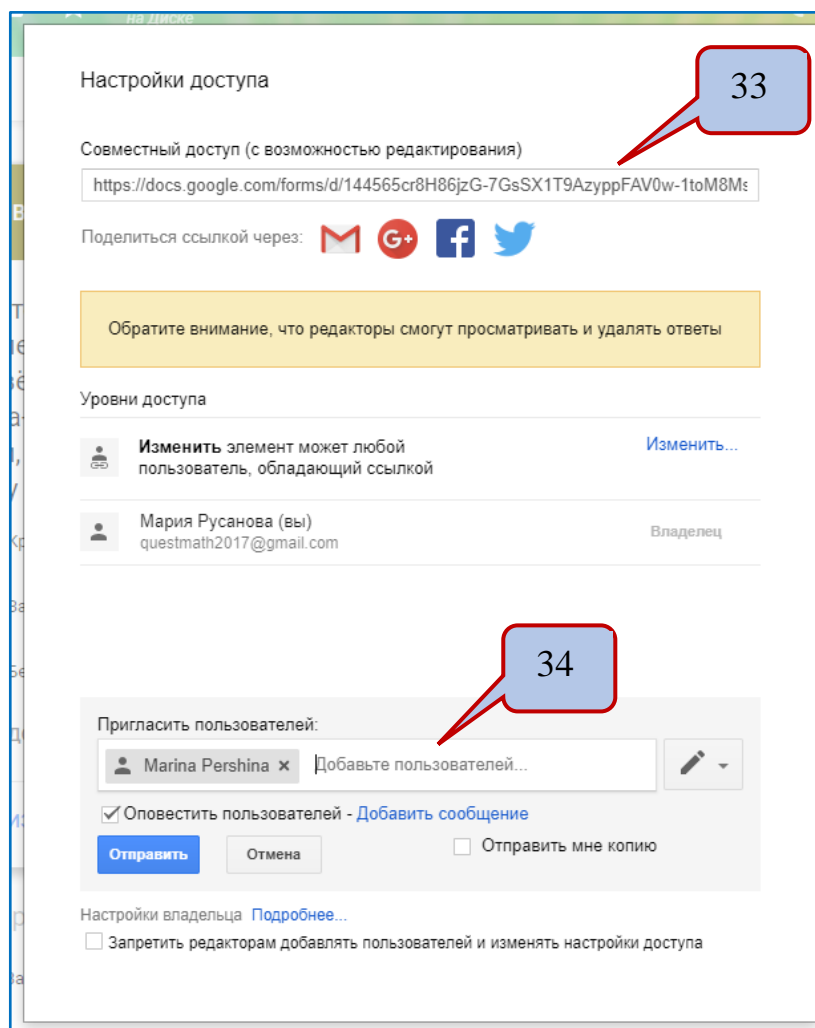 на Диске
Настройки доступа
33
Совместный доступ (с возможностью редактирования)
https://docs.google.com/forms/d/144565cr8H86jzG-7GsSX1T9AzyppFAV0w-1toM8Ms
Поделиться ссылкой через:
G+
Обратите внимание, что редакторы смогут просматривать и удалять ответы
Уровни доступа
Изменить элемент может любой Изменить...
пользователь, обладающий ссылкой
Мария Русанова (вы)
questmath2017@gmail.com Владелец
34
Пригласить пользователей:
Marina Pershina × Добавьте пользователей...
Оповестить пользователей - Добавить сообщение
Отправить Отмена Отправить мне копию
Настройки владельца Подробнее...
Запретить редакторам добавлять пользователей и изменять настройки доступа